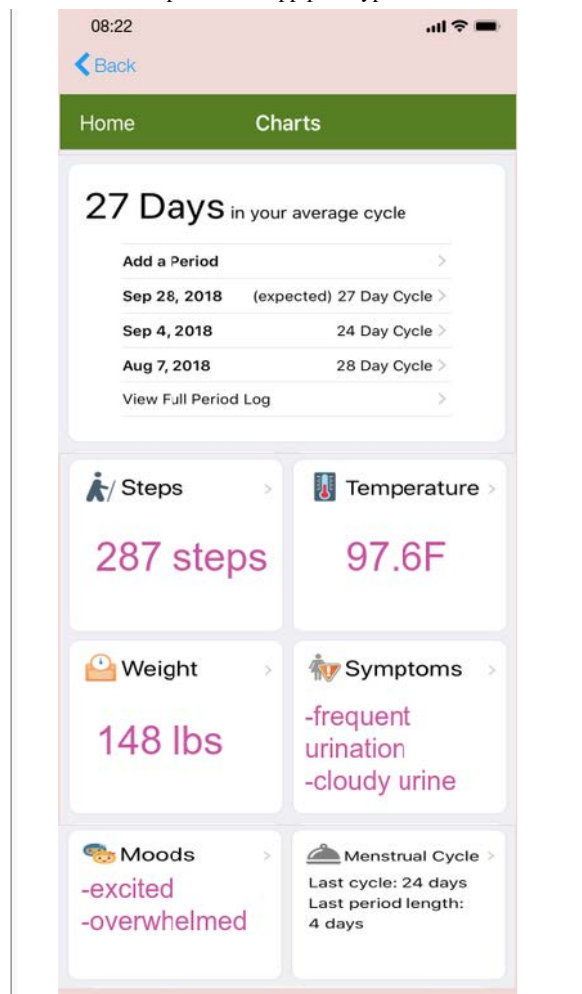 08:22
Back
Home Charts
27 Days in your average cycle
Add a Period
Sep 28, 2018 (expected) 27 Day Cycle
Sep 4, 2018 24 Day Cycle
Aug 7, 2018 28 Day Cycle
View Full Period Log
Steps
287 steps
Temperature
97.6F
Weight
148 lbs
Symptoms
-frequent
urination
-cloudy urine
Moods
-excited
-overwhelmed
Menstrual Cycle
Last cycle: 24 days
Last period length:
4 days